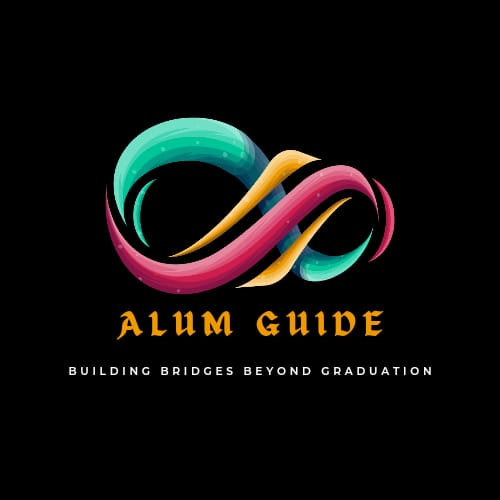 ALUM GUIDE
BUILDING BRIDGES BEYOND GRADUATION